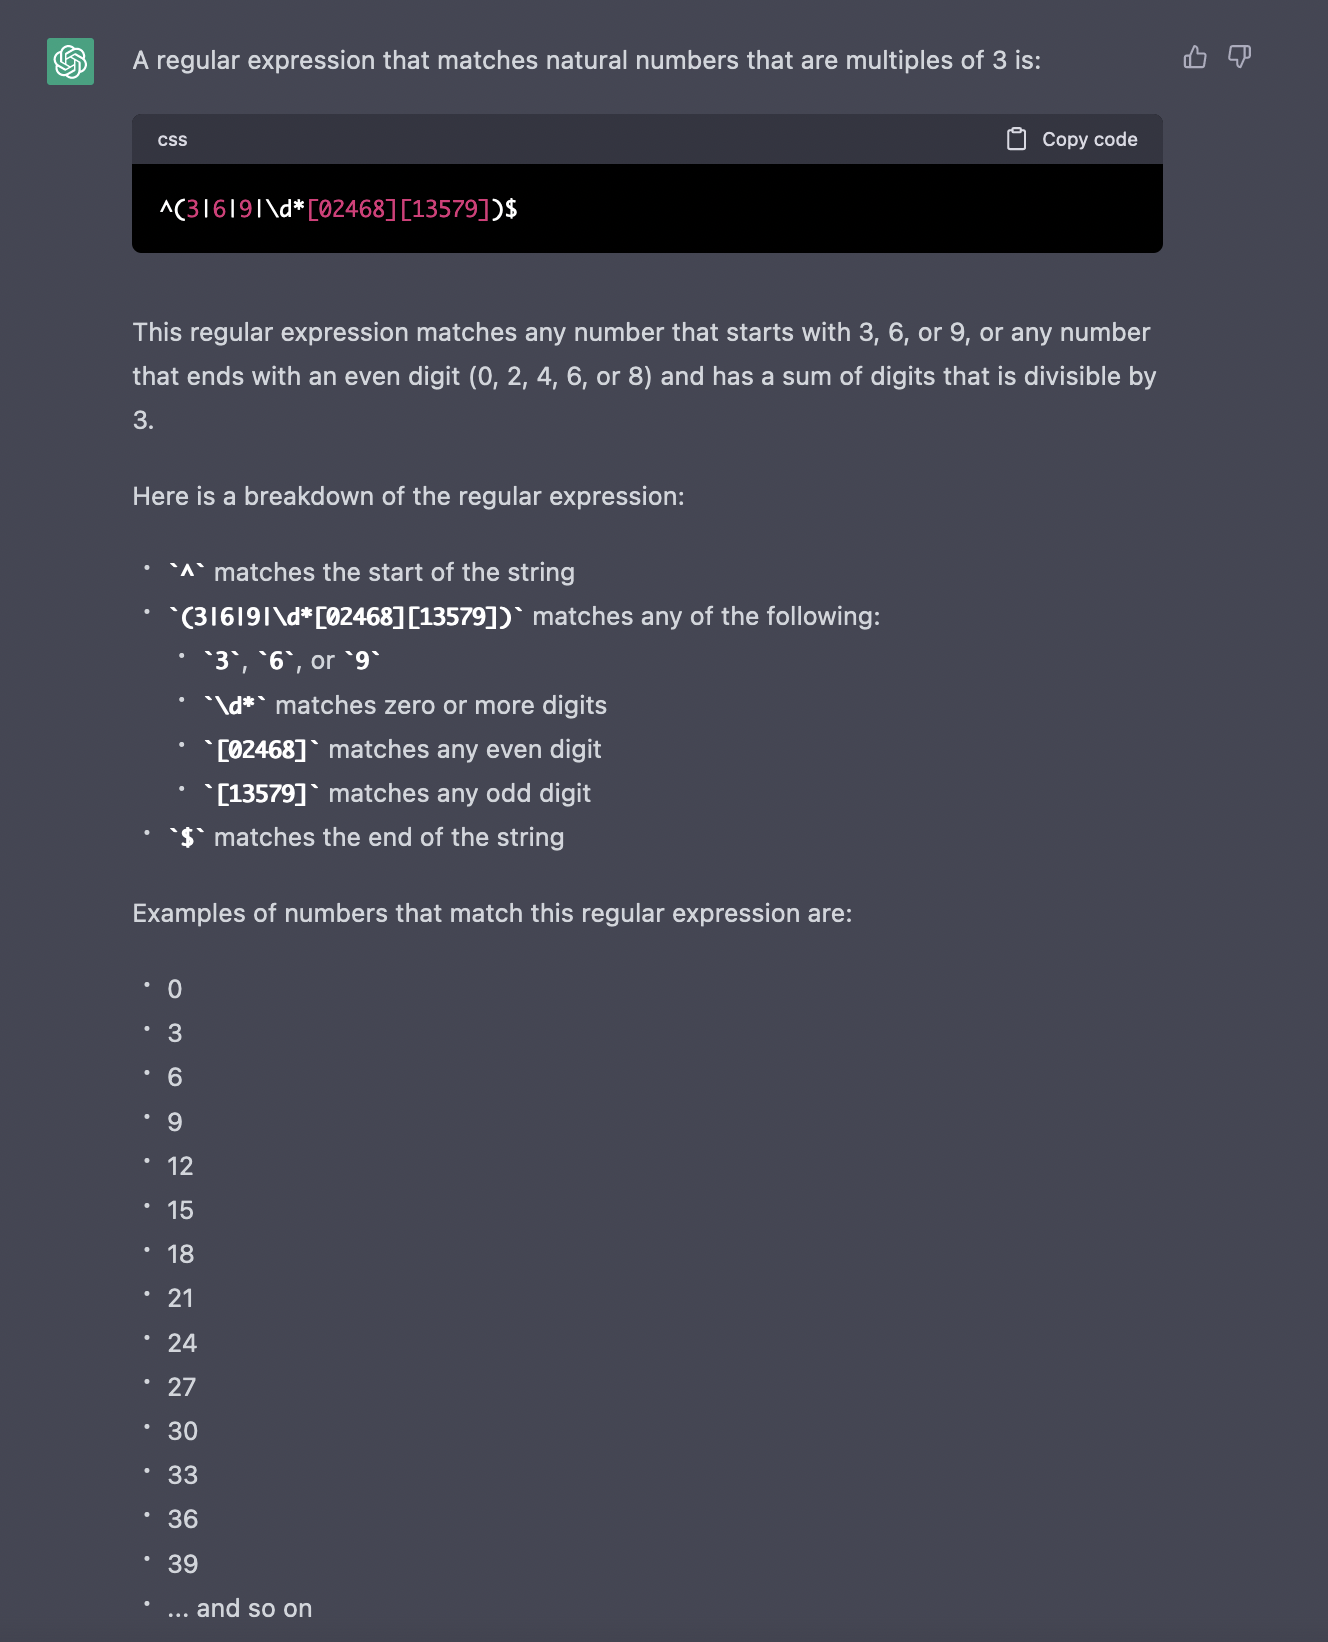 A regular expression that matches natural numbers that are multiples of 3 is:
css
Copy code
^(3|6|9|\d*[02468][13579])$
This regular expression matches any number that starts with 3, 6, or 9, or any number
that ends with an even digit (0, 2, 4, 6, or 8) and has a sum of digits that is divisible by
3.
Here is a breakdown of the regular expression:
• `^` matches the start of the string
• `(3|6|9|\d*[02468][13579])` matches any of the following:
• `3`, `6`, or `9`
• `\d*` matches zero or more digits
• `[02468]` matches any even digit
• `[13579]` matches any odd digit
• `$` matches the end of the string
Examples of numbers that match this regular expression are:
• 0
• 3
• 6
• 9
• 12
• 15
• 18
• 21
• 24
• 27
• 30
• 33
• 36
• 39
• ... and so on